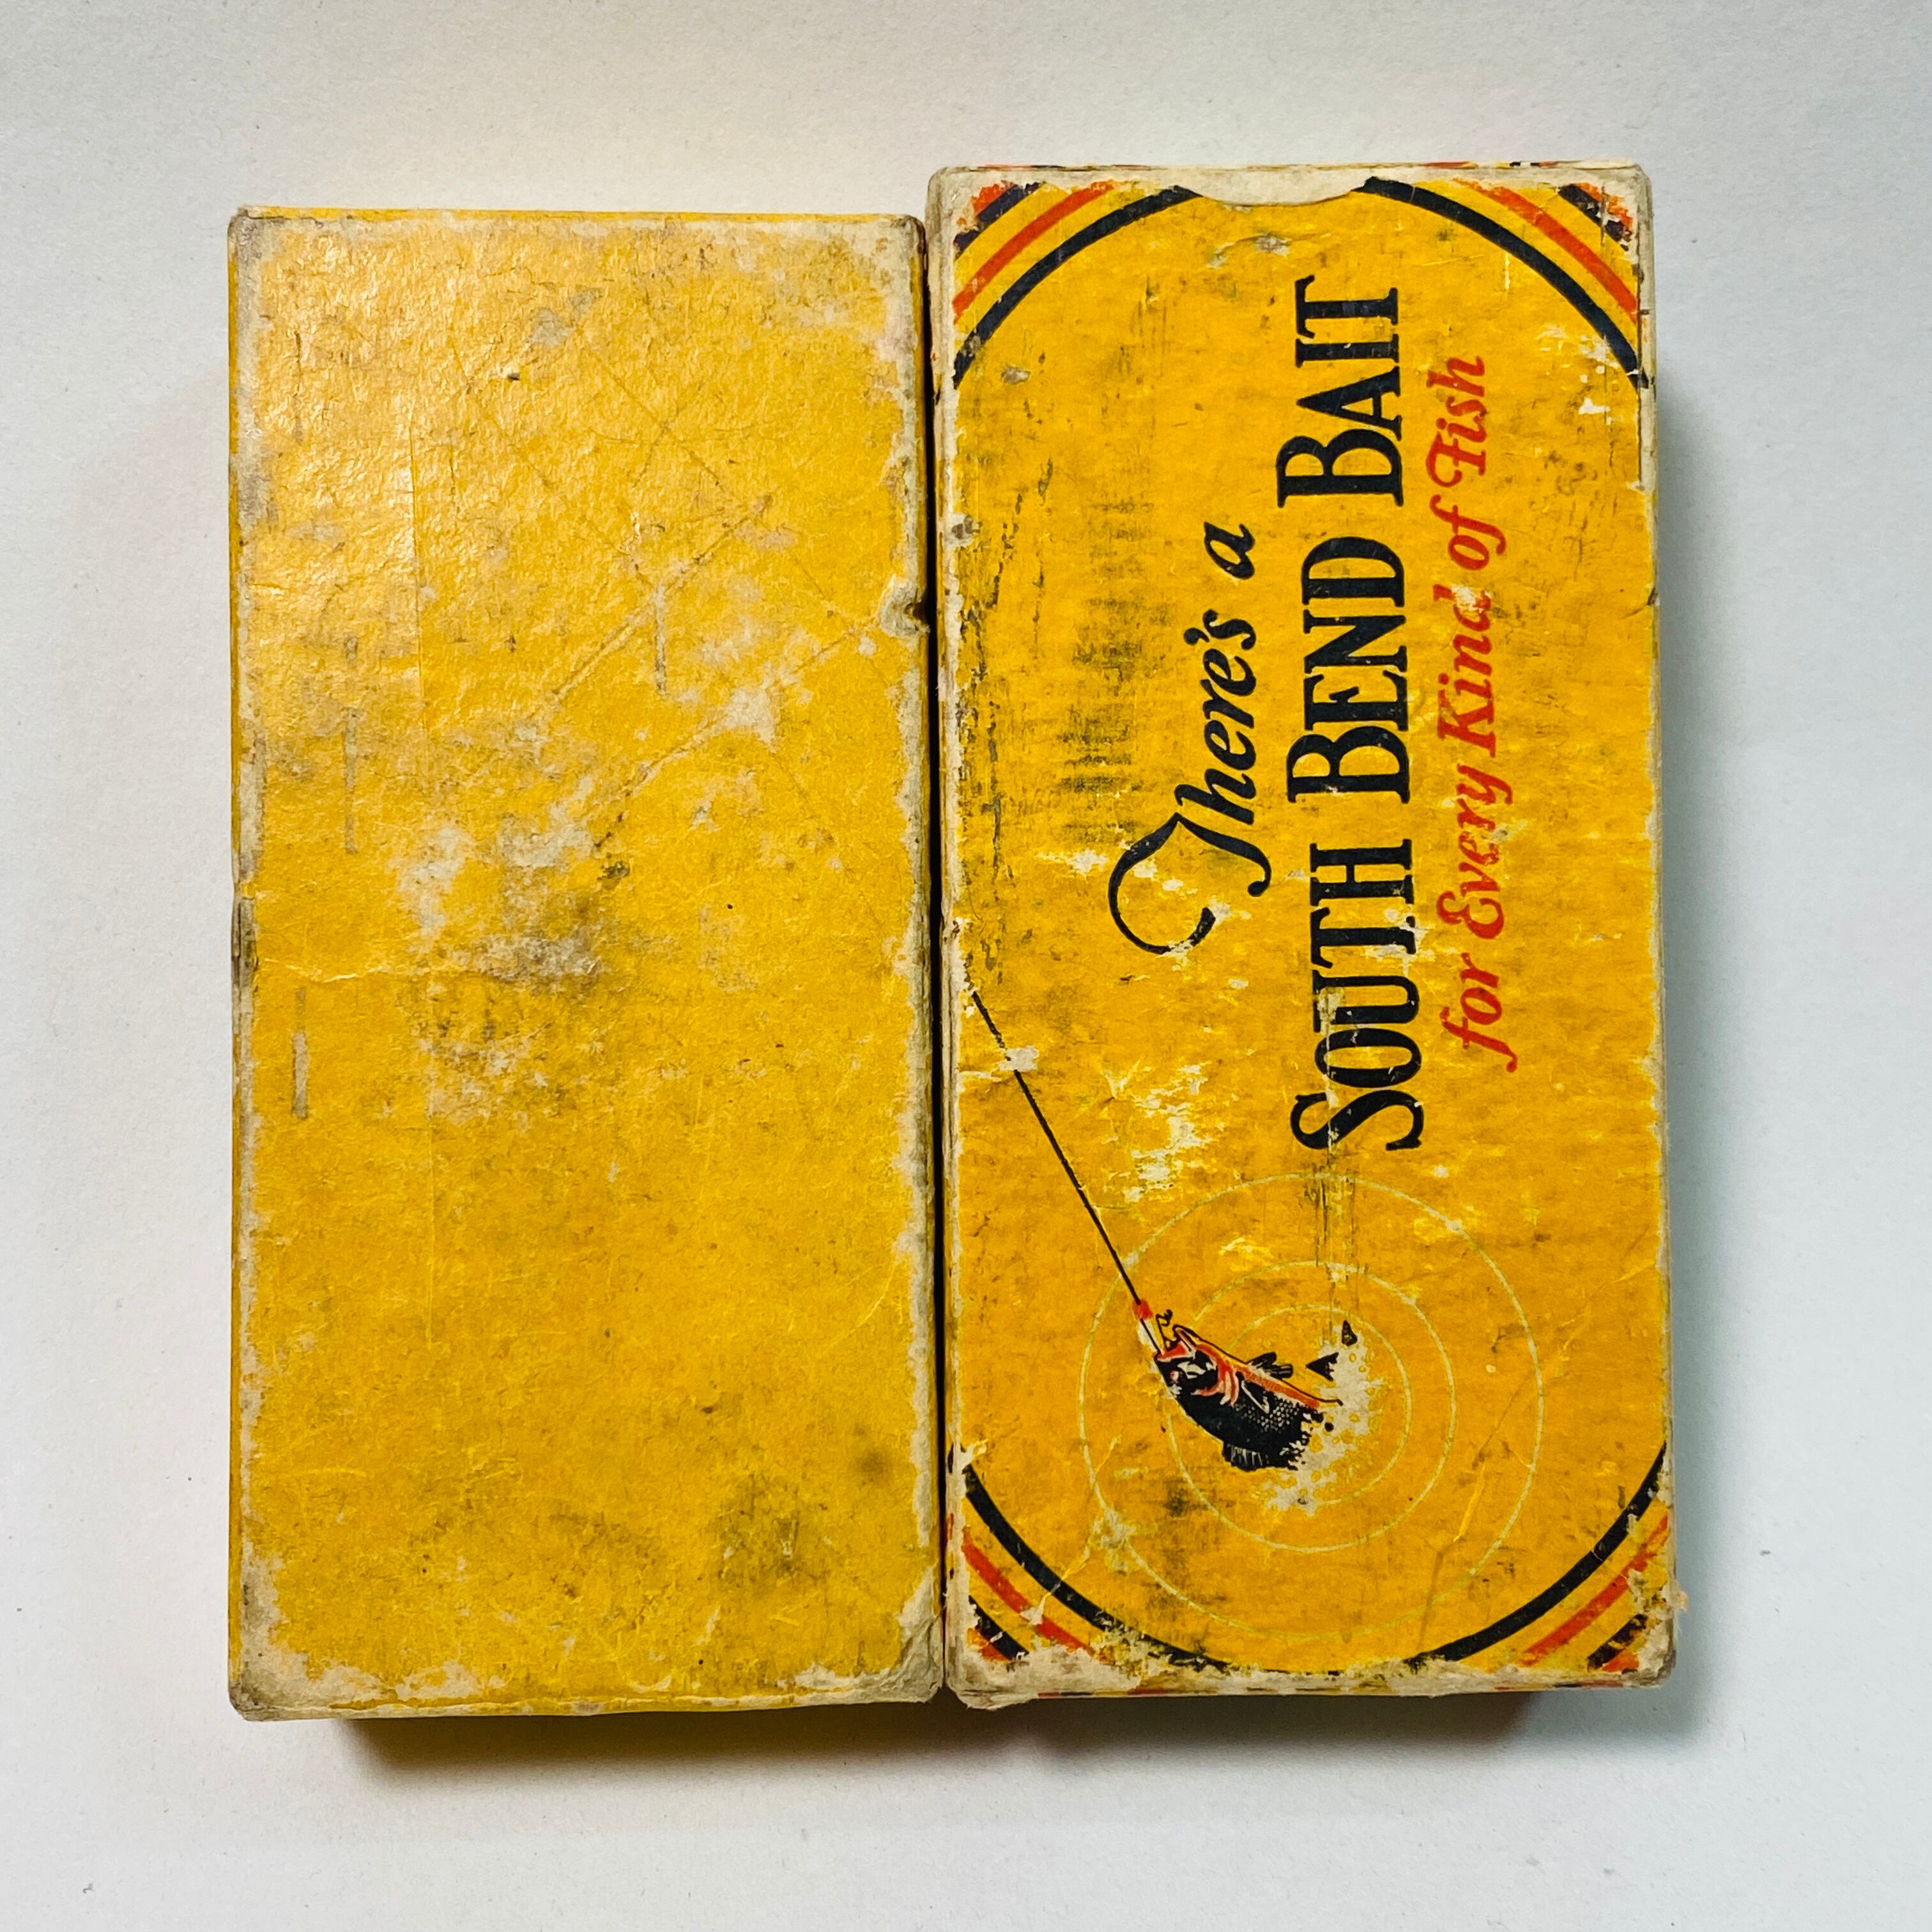 There's a
SOUTH BEND BAIT
for Every Kind of Fish